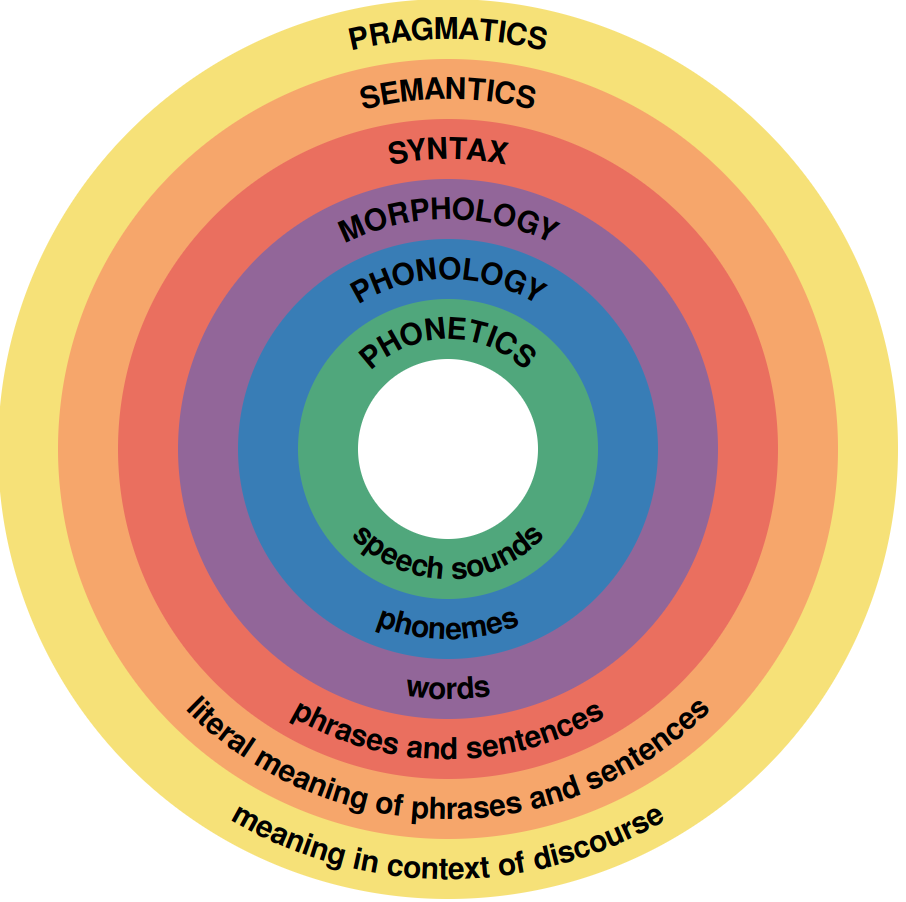 PRAGMATICS
SEMANTICS
SYNTAX
MORPHOLOGY
PHONOLOGY
PHONETICS
speech sounds
phonemes
words
phrases and sentences
literal meaning of phrases and sentences
meaning in context of discourse